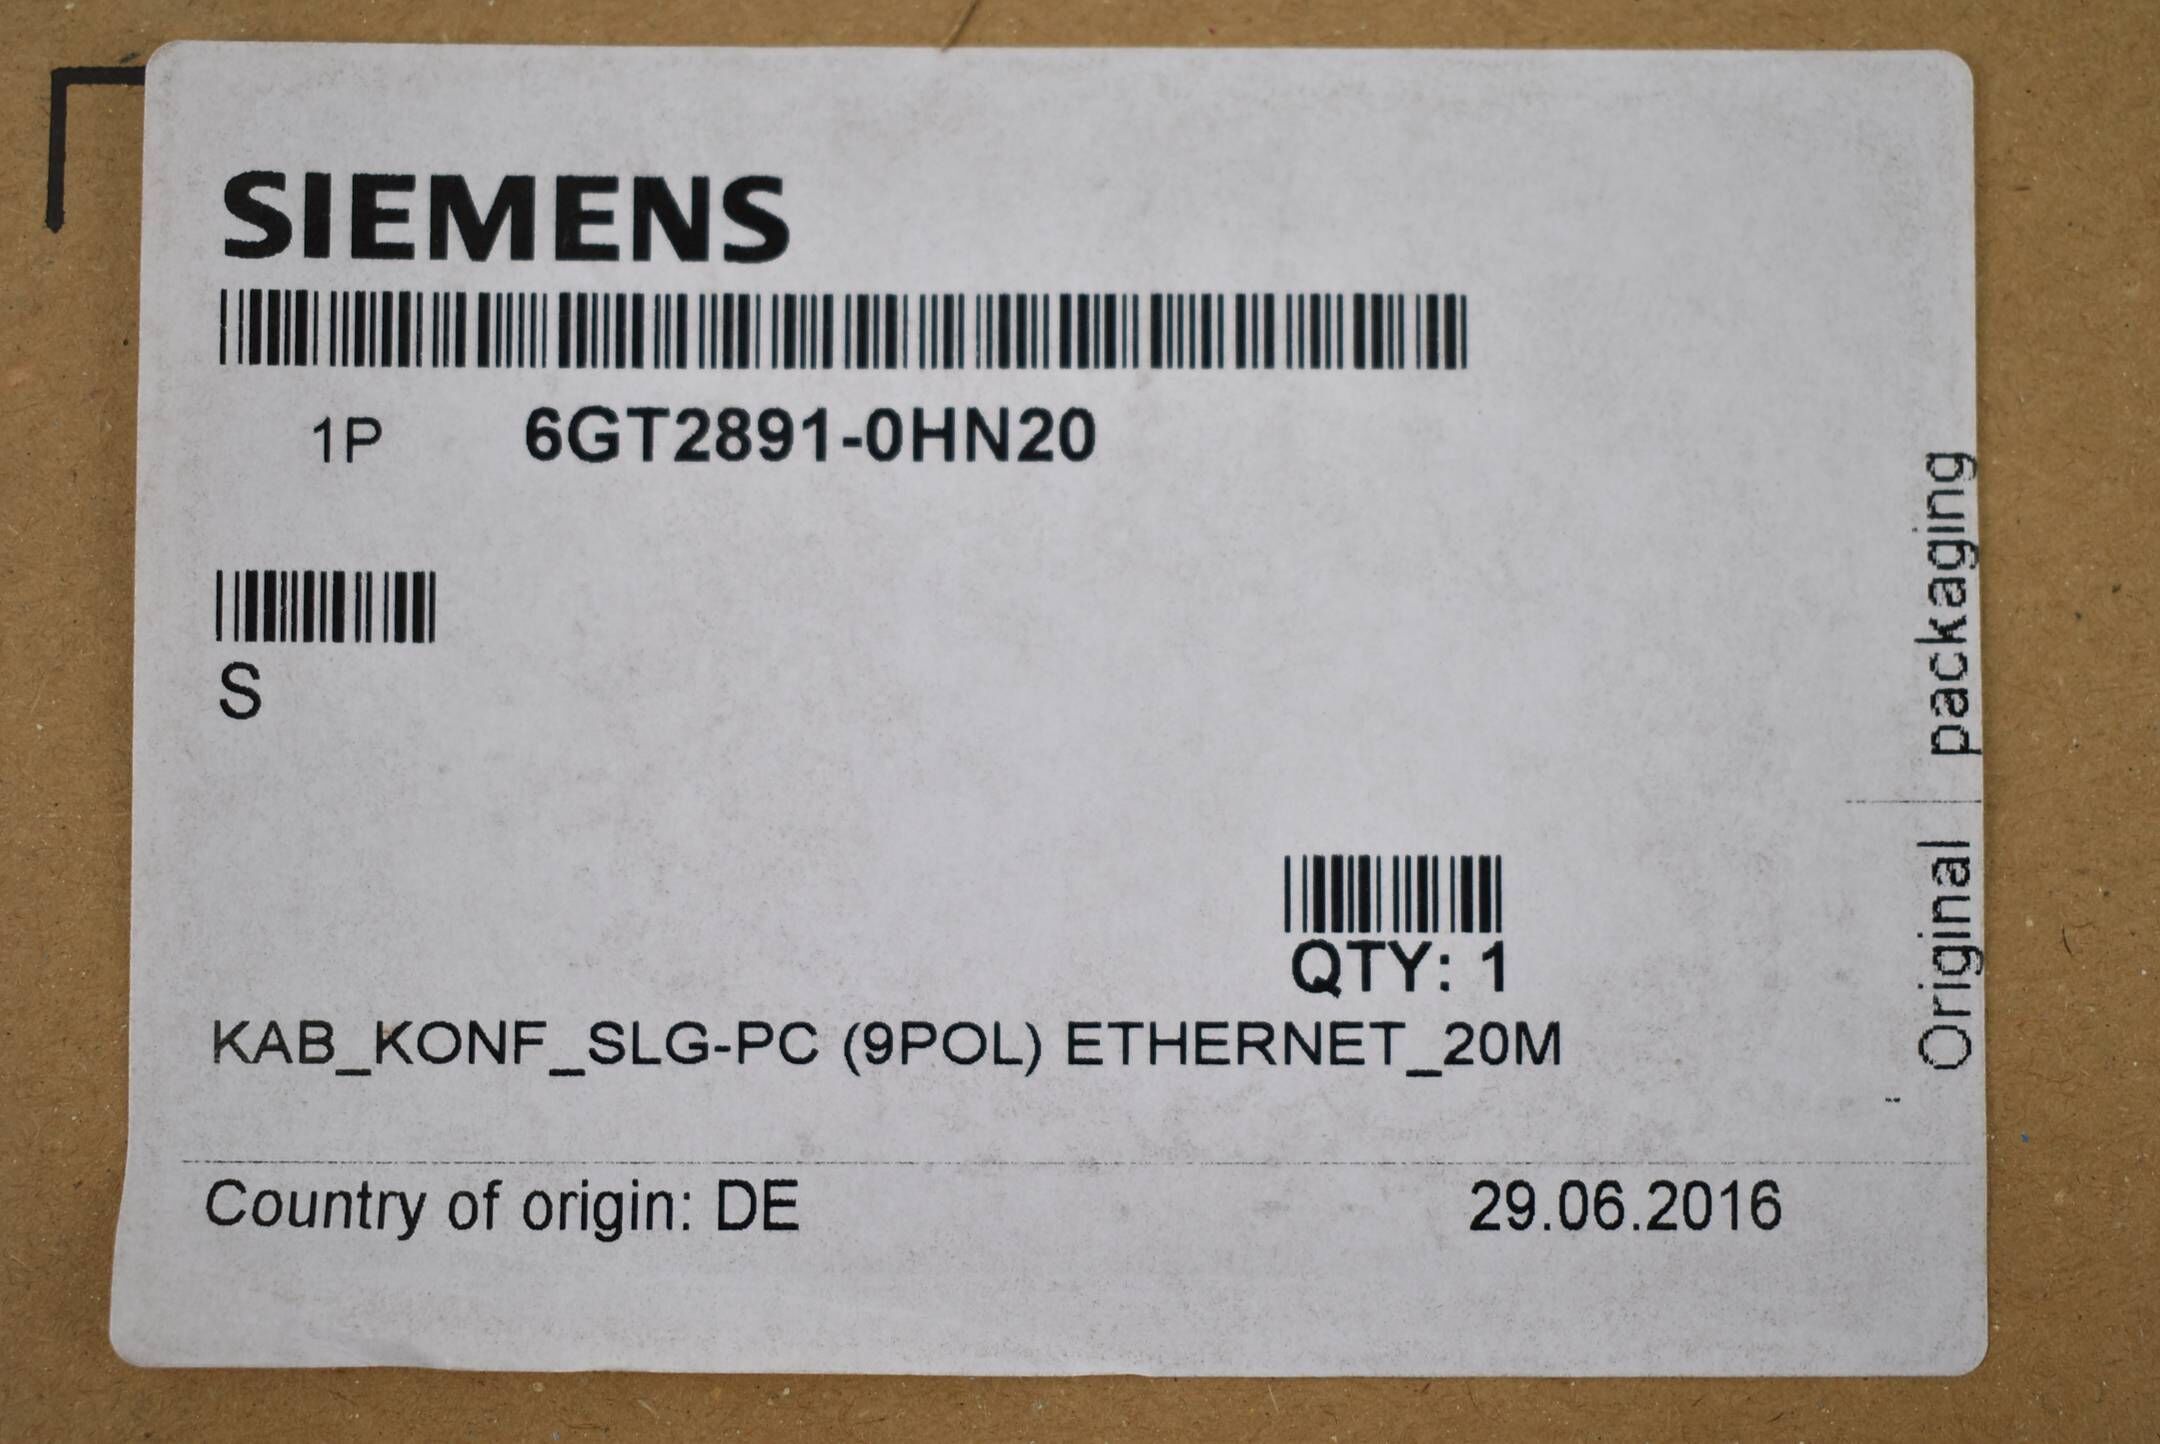 SIEMENS
1P 6GT2891-0HN20
S
QTY: 1
KAB_KONF_SLG-PC (9POL) ETHERNET_20M
Country of origin: DE 29.06.2016
Original packaging